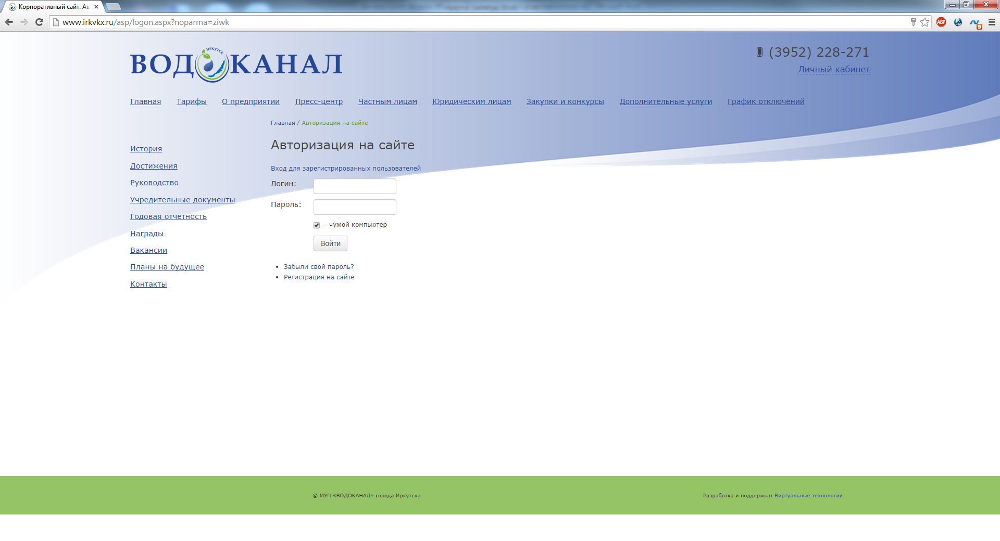 Корпоративный сайт. Ав
www.irkvkx.ru/asp/logon.aspx?noparma=ziwk
ABP
9
ВОДОКАНАЛ
ИРКУТСК
(3952) 228-271
Личный кабинет
Главная Тарифы О предприятии Пресс-центр Частным лицам Юридическим лицам Закупки и конкурсы Дополнительные услуги График отключений
Главная / Авторизация на сайте
История
Достижения
Руководство
Учредительные документы
Годовая отчетность
Награды
Вакансии
Планы на будущее
Контакты
Авторизация на сайте
Вход для зарегистрированных пользователей
Логин:
Пароль:
- чужой компьютер
Войти
Забыли свой пароль?
Регистрация на сайте
© МУП «ВОДОКАНАЛ» города Иркутска
Разработка и поддержка: Виртуальные технологии